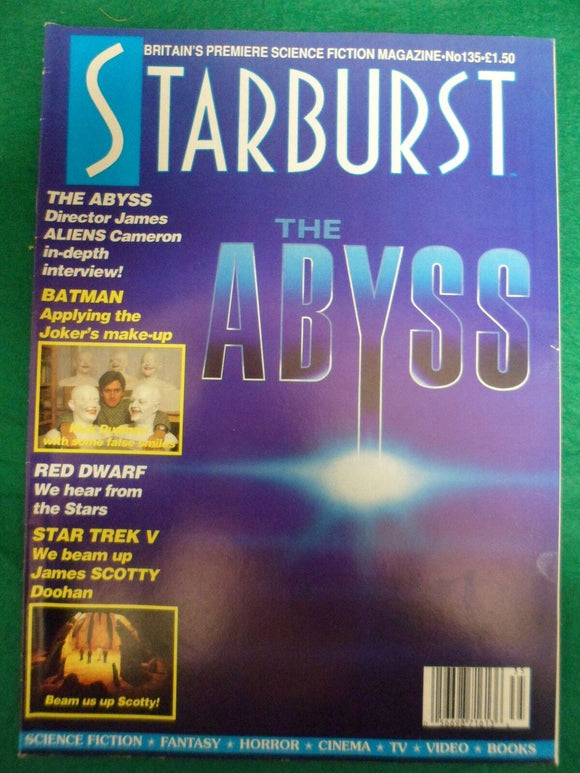 BRITAIN'S PREMIERE SCIENCE FICTION MAGAZINE•No135•£1.50
STARBURST
THE ABYSS
Director James
ALIENS Cameron
in-depth
interview!
BATMAN
Applying the
Joker's make-up
with some false smiles
RED DWARF
We hear from
the Stars
STAR TREK V
We beam up
James SCOTTY
Doohan
Beam us up Scotty!
THE
ABYSS
35
SCIENCE FICTION ★ FANTASY ★ HORROR ★ CINEMA ★ TV ★ VIDEO ★ BOOKS